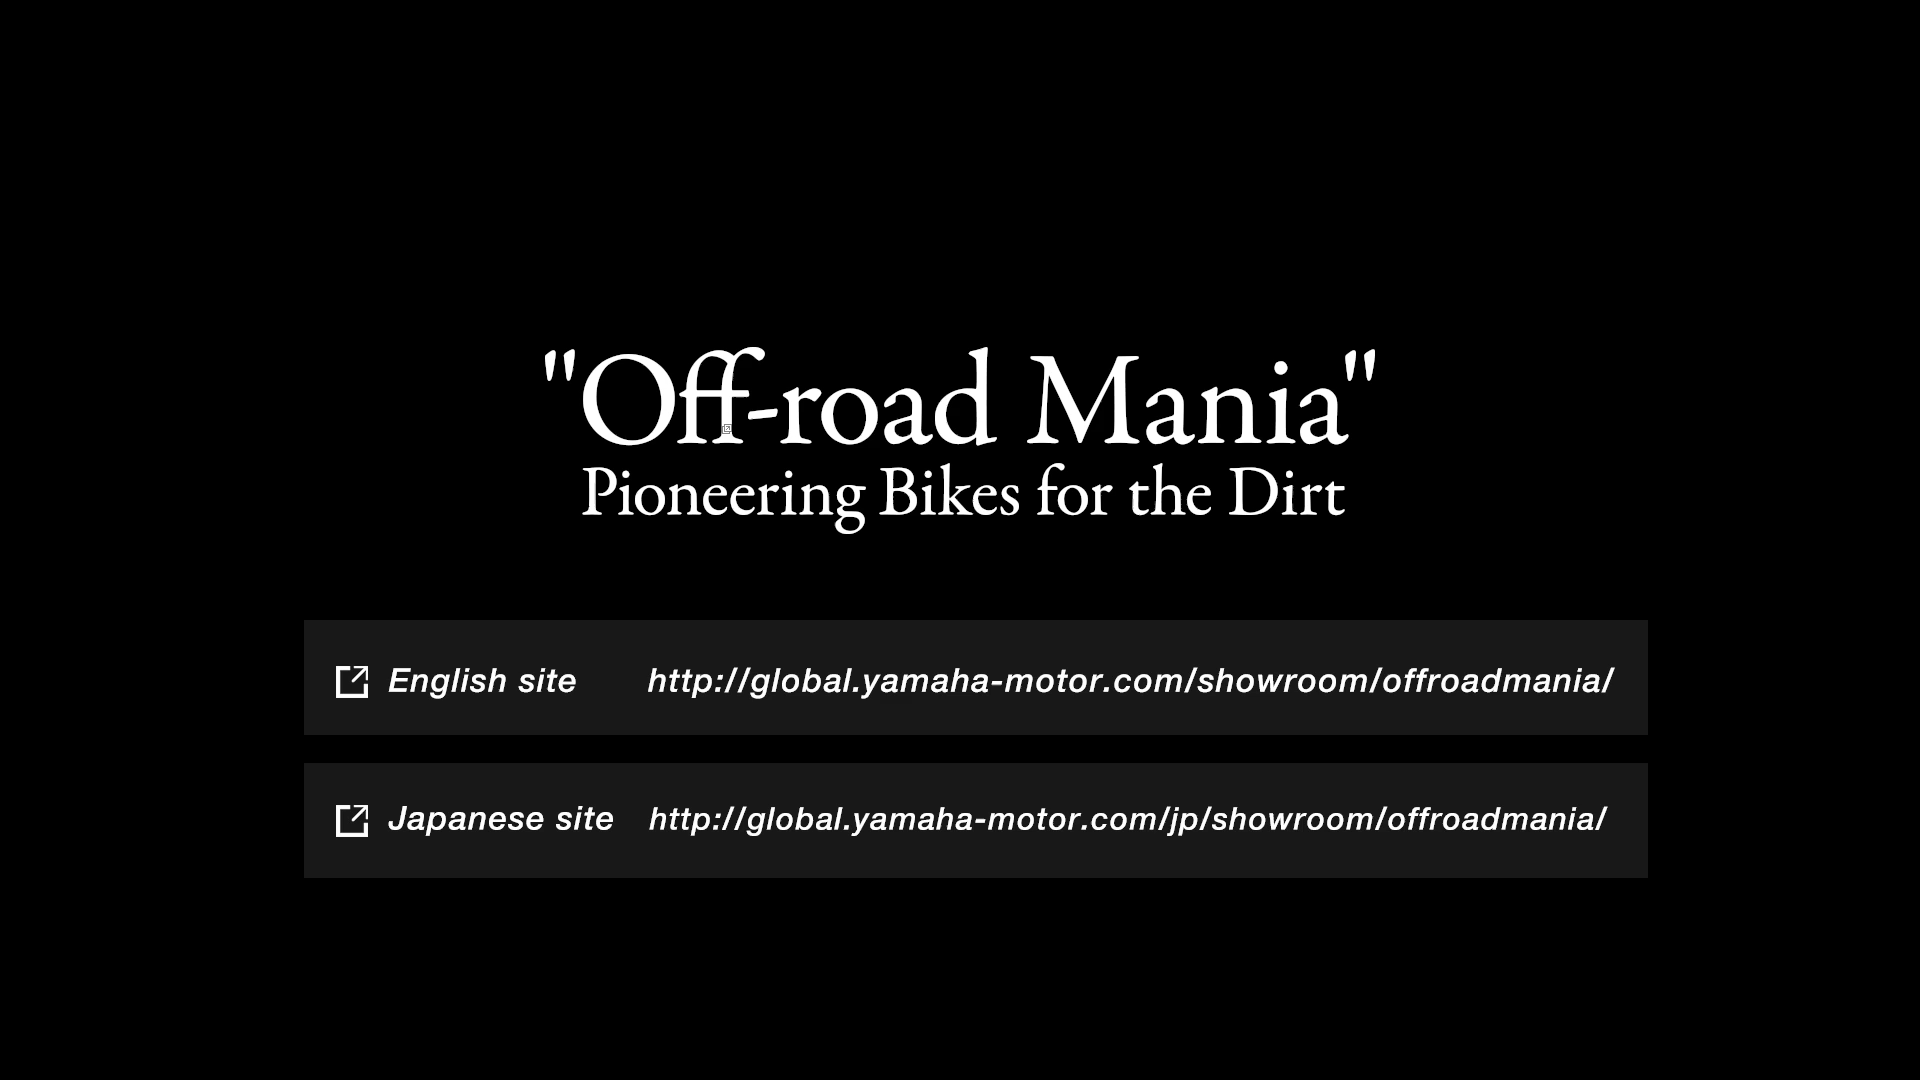 "Off-road Mania"
Pioneering Bikes for the Dirt
English site http://global.yamaha-motor.com/showroom/offroadmania/
Japanese site http://global.yamaha-motor.com/jp/showroom/offroadmania/